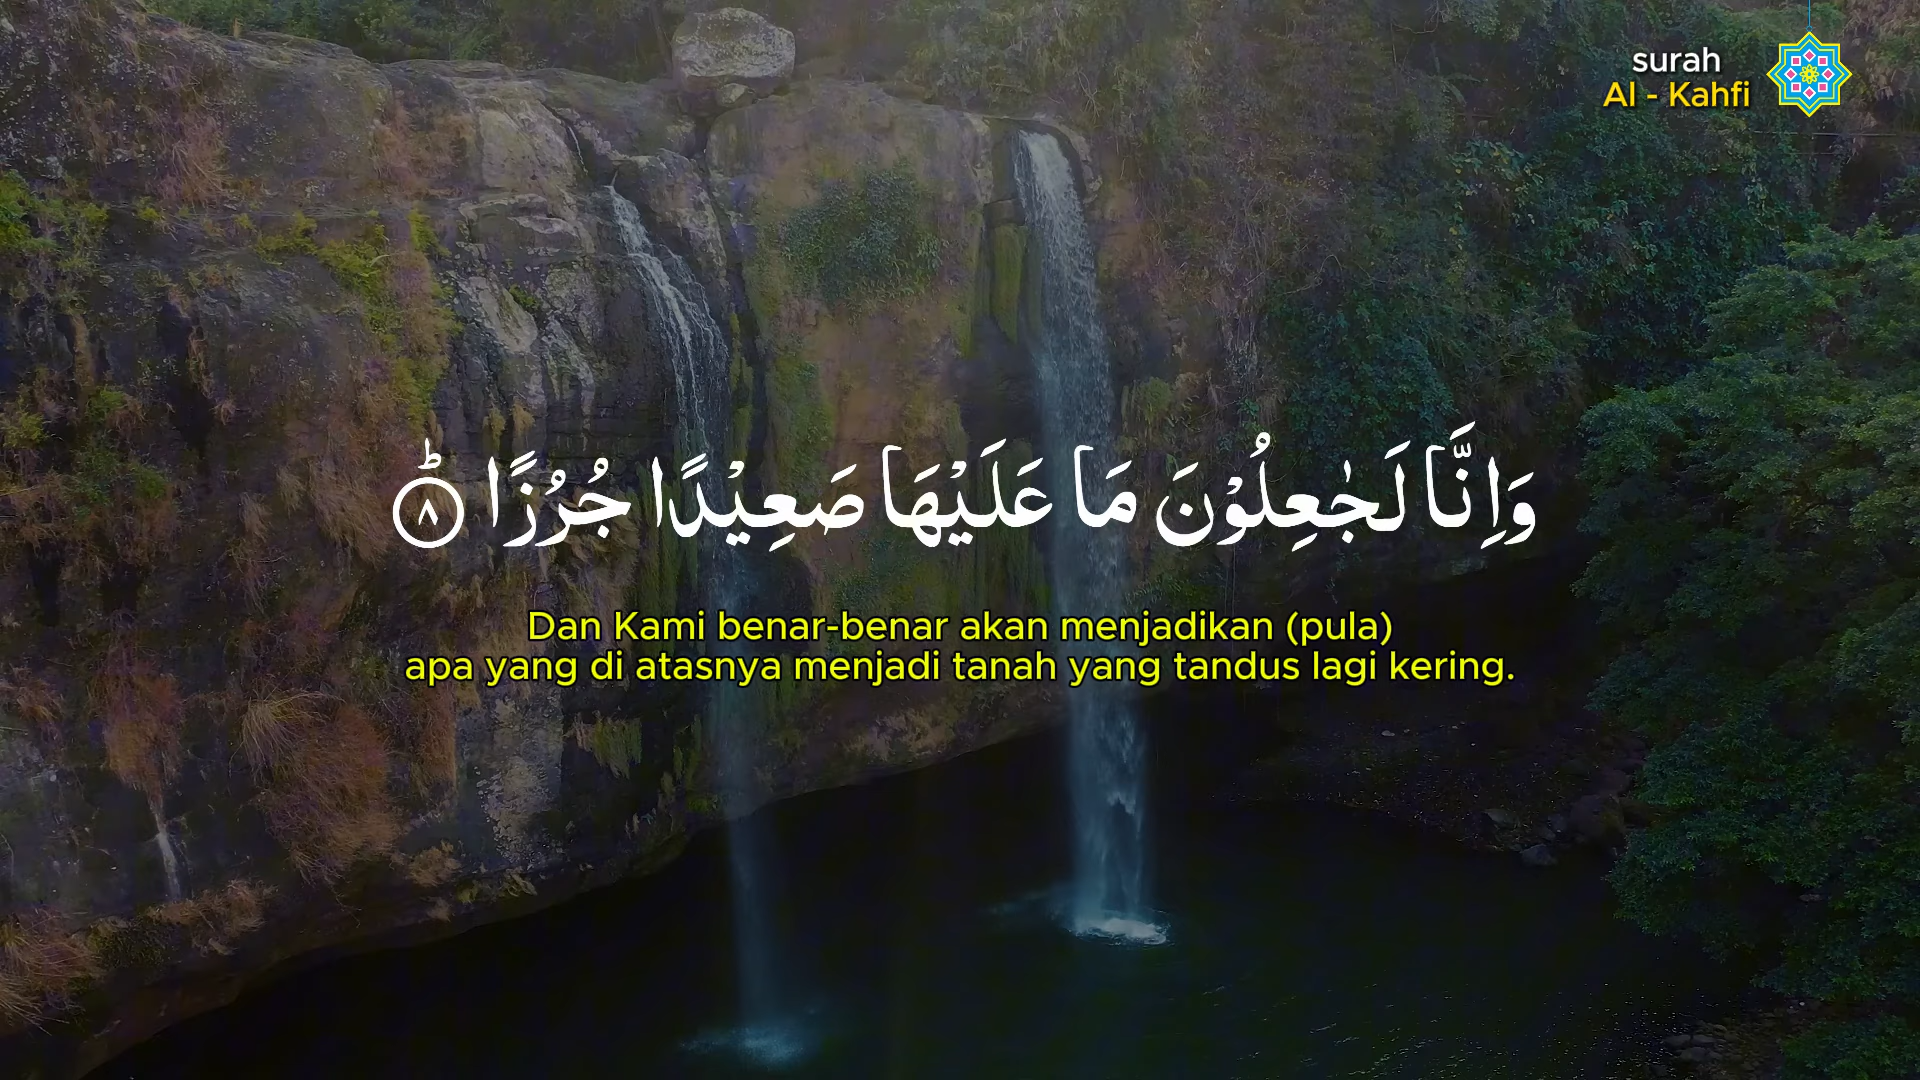 surah
Al - Kahfi
وَاِنَّا لَجٰعِلُوْنَ مَا عَلَيْهَا صَعِيْدًا جُرُزًاۗ ۝٨
Dan Kami benar-benar akan menjadikan (pula)
apa yang di atasnya menjadi tanah yang tandus lagi kering.